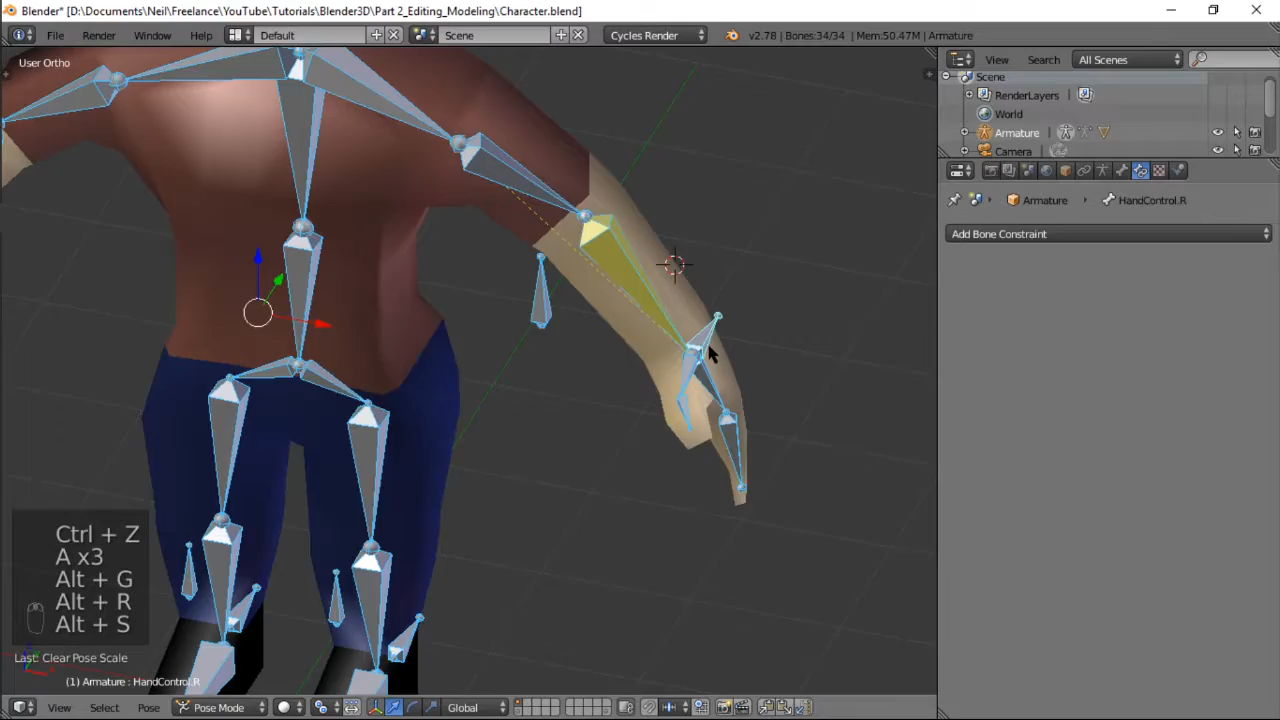 Blender* [D:\Documents\Neil\Freelance\YouTube\Tutorials\Blender3D\Part 2_Editing_Modeling\Character.blend]
File Render Window Help Default Scene Cycles Render v2.78 | Bones:34/34 | Mem:50.47M | Armature
User Ortho
View Search All Scenes
Scene
RenderLayers
World
Armature
Camera
Armature HandControl.R
Add Bone Constraint
Ctrl + Z
A x3
Alt + G
Alt + R
Alt + S
Last: Clear Pose Scale
(1) Armature : HandControl.R
View Select Pose Pose Mode Global